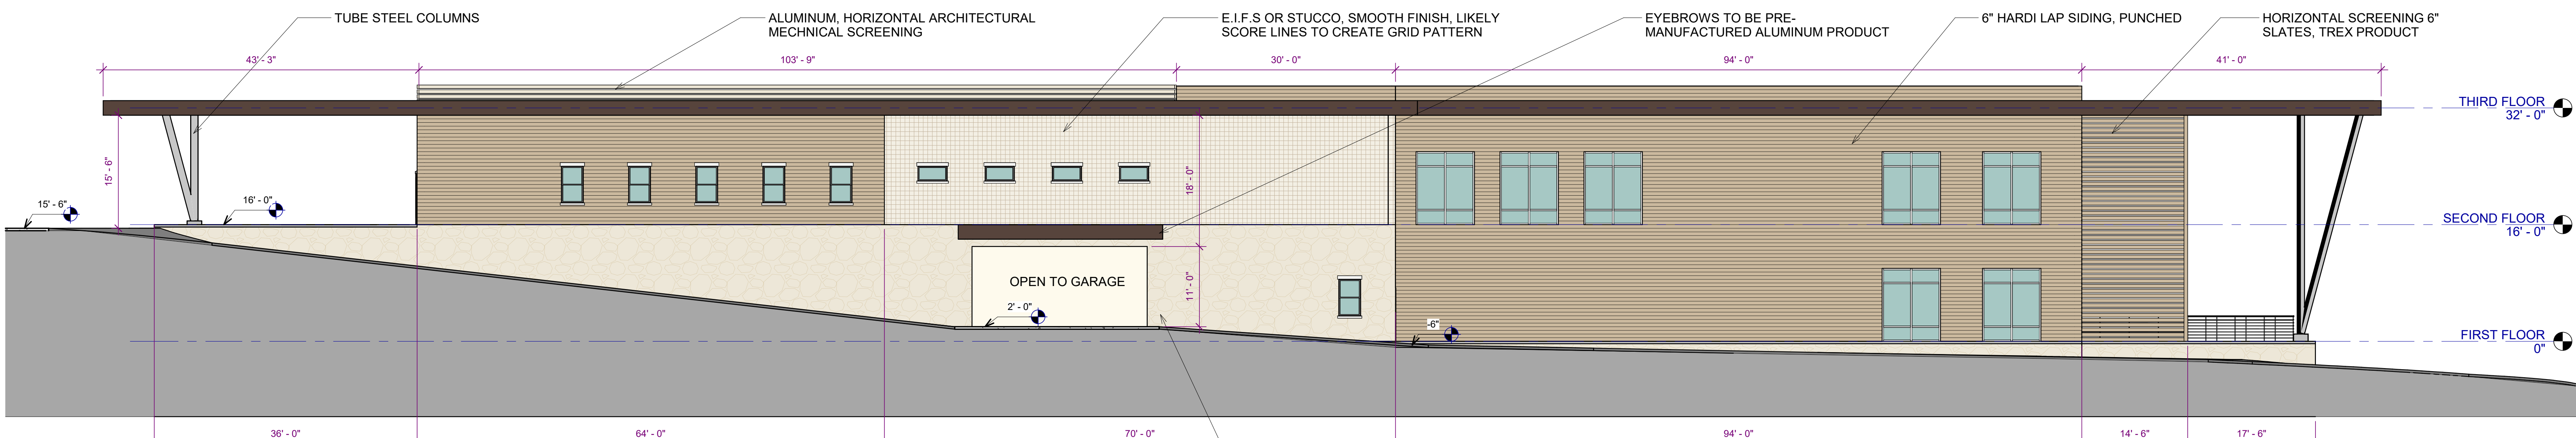 TUBE STEEL COLUMNS
ALUMINUM, HORIZONTAL ARCHITECTURAL
MECHNICAL SCREENING
E.I.F.S OR STUCCO, SMOOTH FINISH, LIKELY
SCORE LINES TO CREATE GRID PATTERN
EYEBROWS TO BE PRE-
MANUFACTURED ALUMINUM PRODUCT
6" HARDI LAP SIDING, PUNCHED
HORIZONTAL SCREENING 6"
SLATES, TREX PRODUCT
43' - 3"
103' - 9"
30' - 0"
94' - 0"
41' - 0"
THIRD FLOOR
32' - 0"
15' - 6"
18' - 0"
15' - 6"
16' - 0"
SECOND FLOOR
16' - 0"
OPEN TO GARAGE
11' - 0"
2' - 0"
-6"
FIRST FLOOR
0"
36' - 0"
64' - 0"
70' - 0"
94' - 0"
14' - 6"
17' - 6"